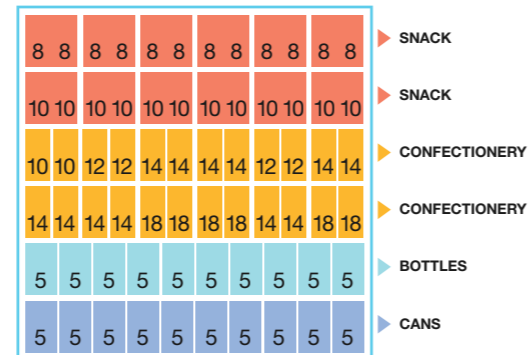 8 8 8 8 8 8 8 8 8 8 8 8 SNACK
10 10 10 10 10 10 10 10 10 10 10 10 SNACK
10 10 12 12 14 14 14 14 12 12 14 14 CONFECTIONERY
14 14 14 14 18 18 18 18 14 14 18 18 CONFECTIONERY
5 5 5 5 5 5 5 5 5 5 BOTTLES
5 5 5 5 5 5 5 5 5 5 CANS